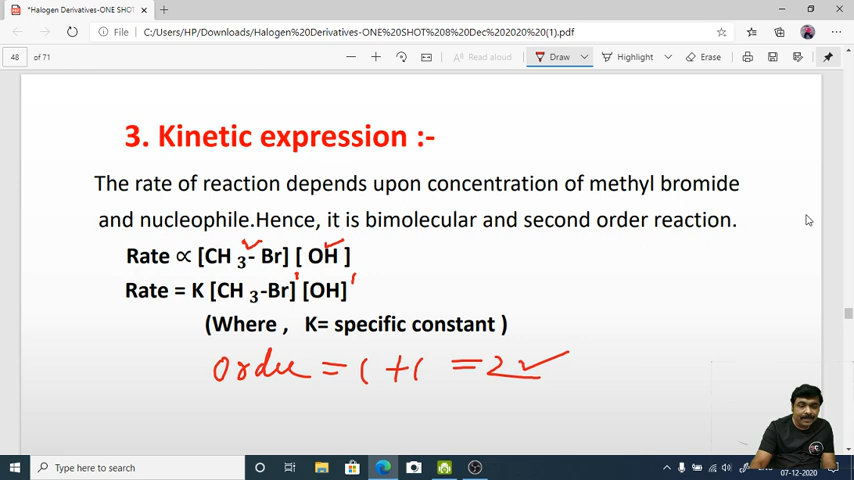 *Halogen Derivatives-ONE SHOT
File
C:/Users/HP/Downloads/Halogen%20Derivatives-ONE%20SHOT%208%20Dec%202020%20(1).pdf
48 of 71
Read aloud
Draw
Highlight
Erase
3. Kinetic expression :-
The rate of reaction depends upon concentration of methyl bromide
and nucleophile.Hence, it is bimolecular and second order reaction.
Rate ∝ [CH 3- Br] [ OH ]
Rate = K [CH 3-Br]' [OH]'
(Where , K= specific constant )
Order = 1 + 1 = 2 ✓
Type here to search
07-12-2020